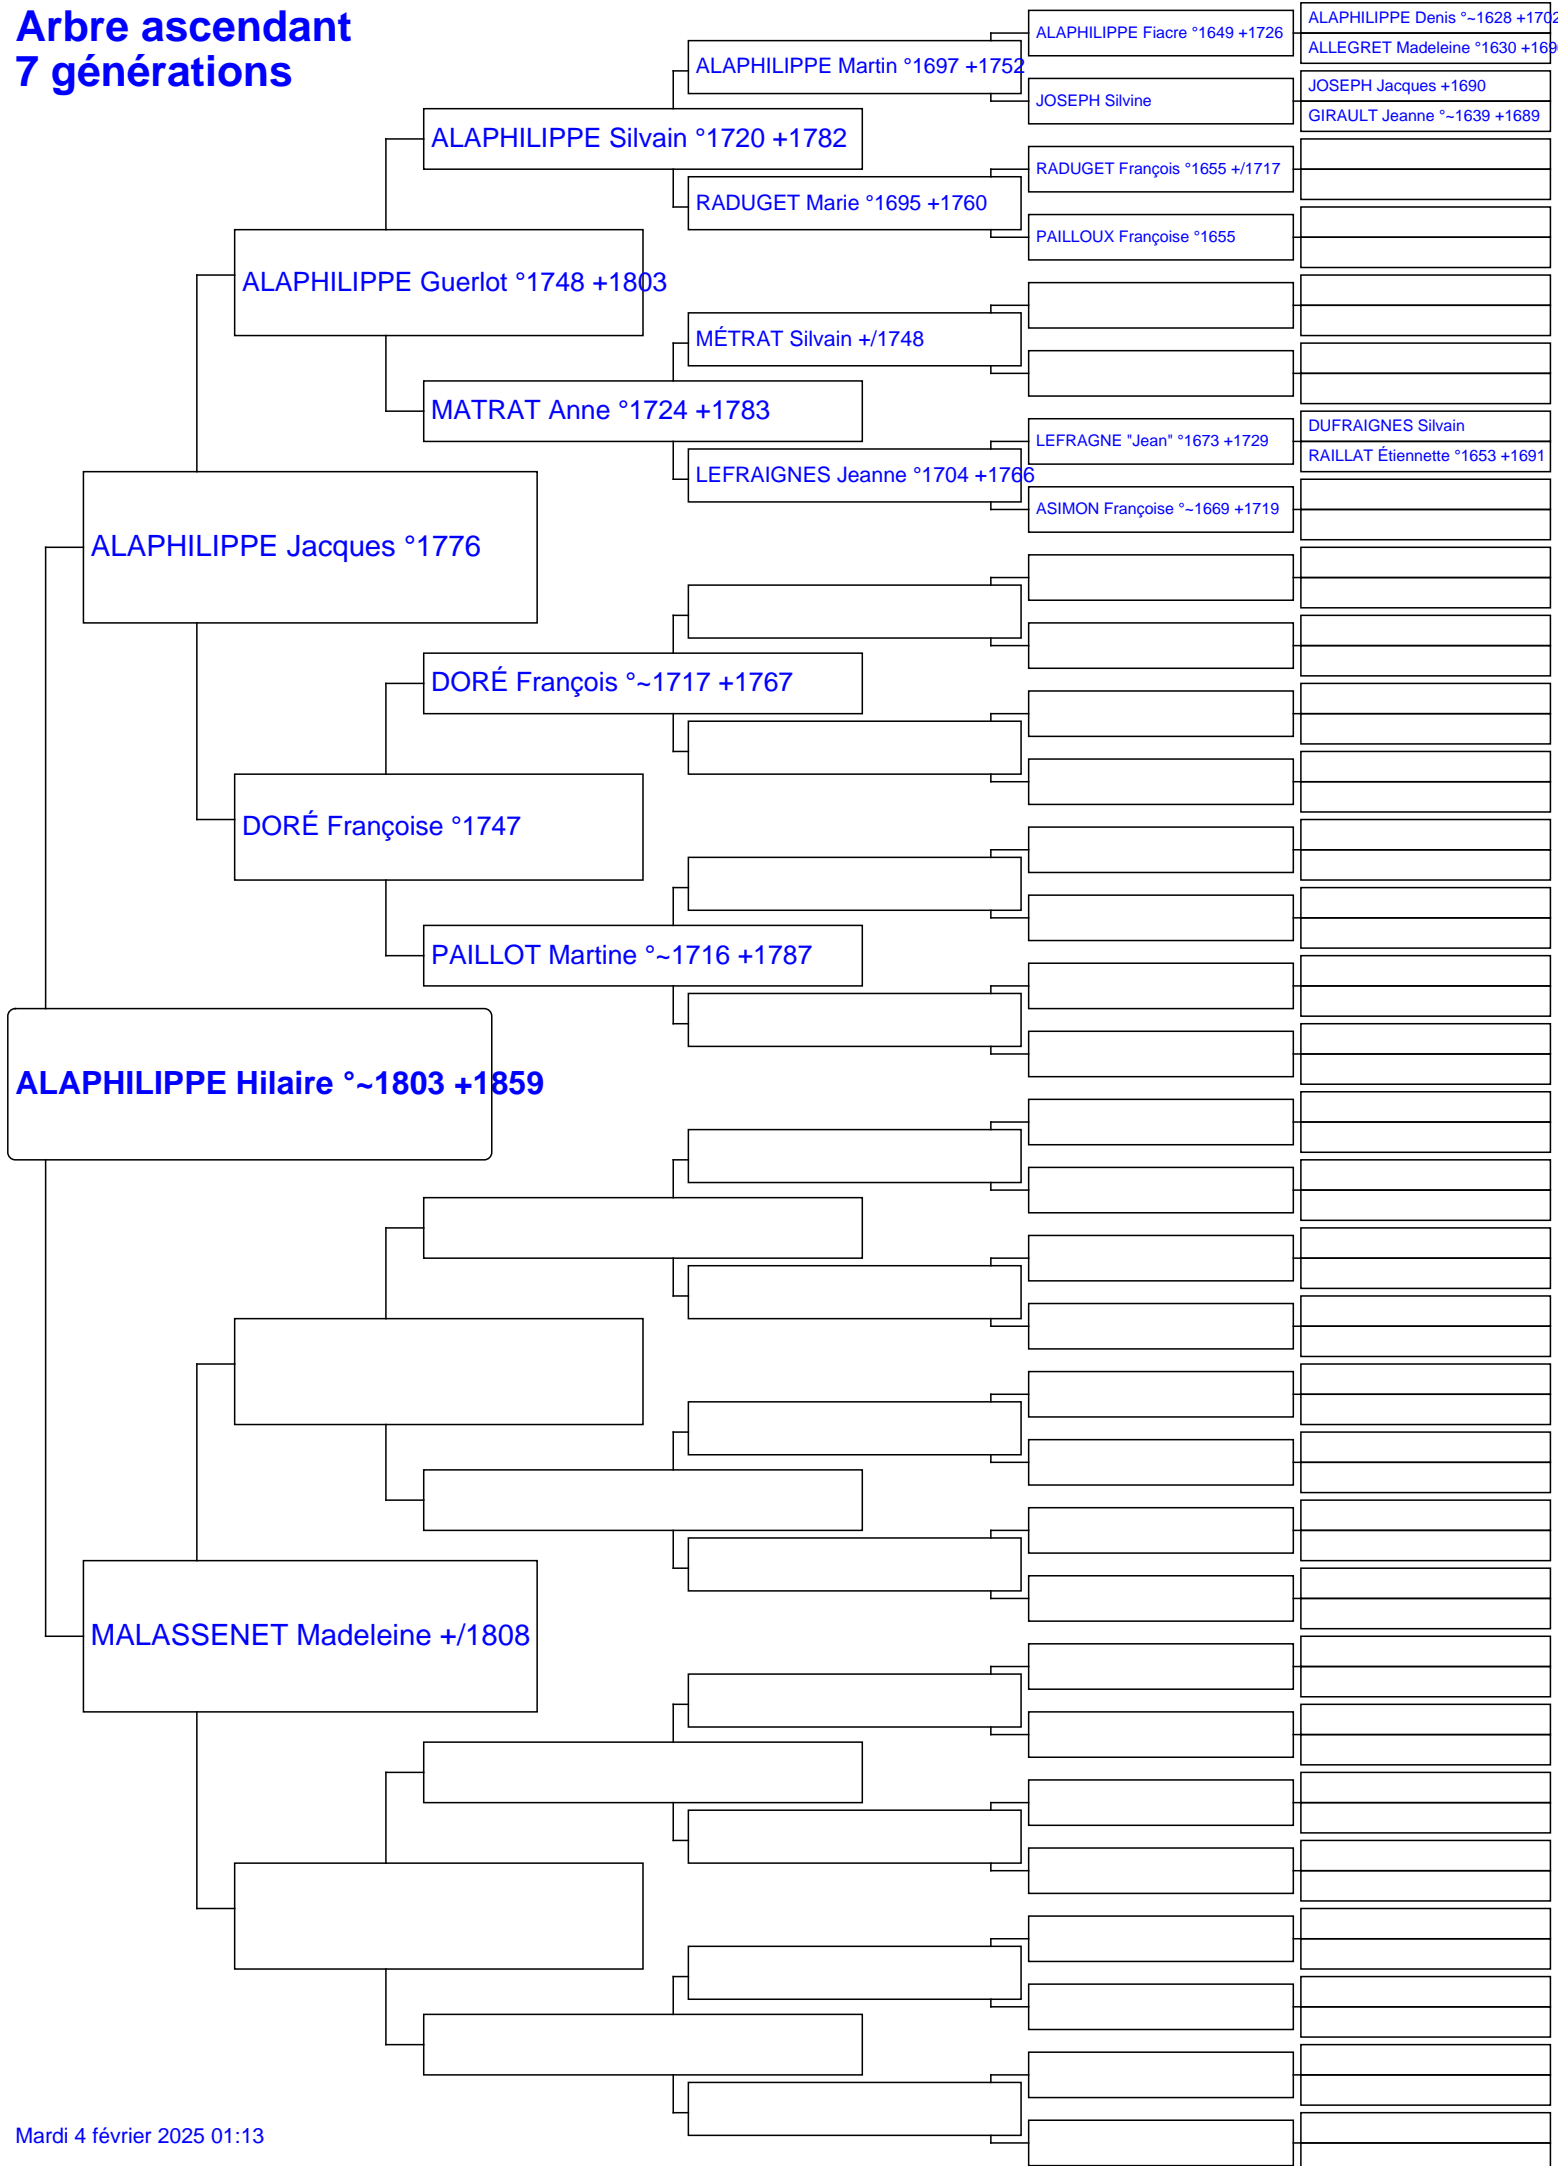 Arbre ascendant
7 générations
ALAPHILIPPE Denis °~1628 +1702
ALAPHILIPPE Fiacre °1649 +1726
ALLEGRET Madeleine °1630 +169
ALAPHILIPPE Martin °1697 +1752
JOSEPH Jacques +1690
JOSEPH Silvine
GIRAULT Jeanne °~1639 +1689
ALAPHILIPPE Silvain °1720 +1782
RADUGET François °1655 +/1717
RADUGET Marie °1695 +1760
PAILLOUX Françoise °1655
ALAPHILIPPE Guerlot °1748 +1803
MÉTRAT Silvain +/1748
MATRAT Anne °1724 +1783
DUFRAIGNES Silvain
LEFRAGNE "Jean" °1673 +1729
RAILLAT Étiennette °1653 +1691
LEFRAIGNES Jeanne °1704 +1766
ASIMON Françoise °~1669 +1719
ALAPHILIPPE Jacques °1776
DORÉ François °~1717 +1767
DORÉ Françoise °1747
PAILLOT Martine °~1716 +1787
ALAPHILIPPE Hilaire °~1803 +1859
MALASSENET Madeleine +/1808
Mardi 4 février 2025 01:13